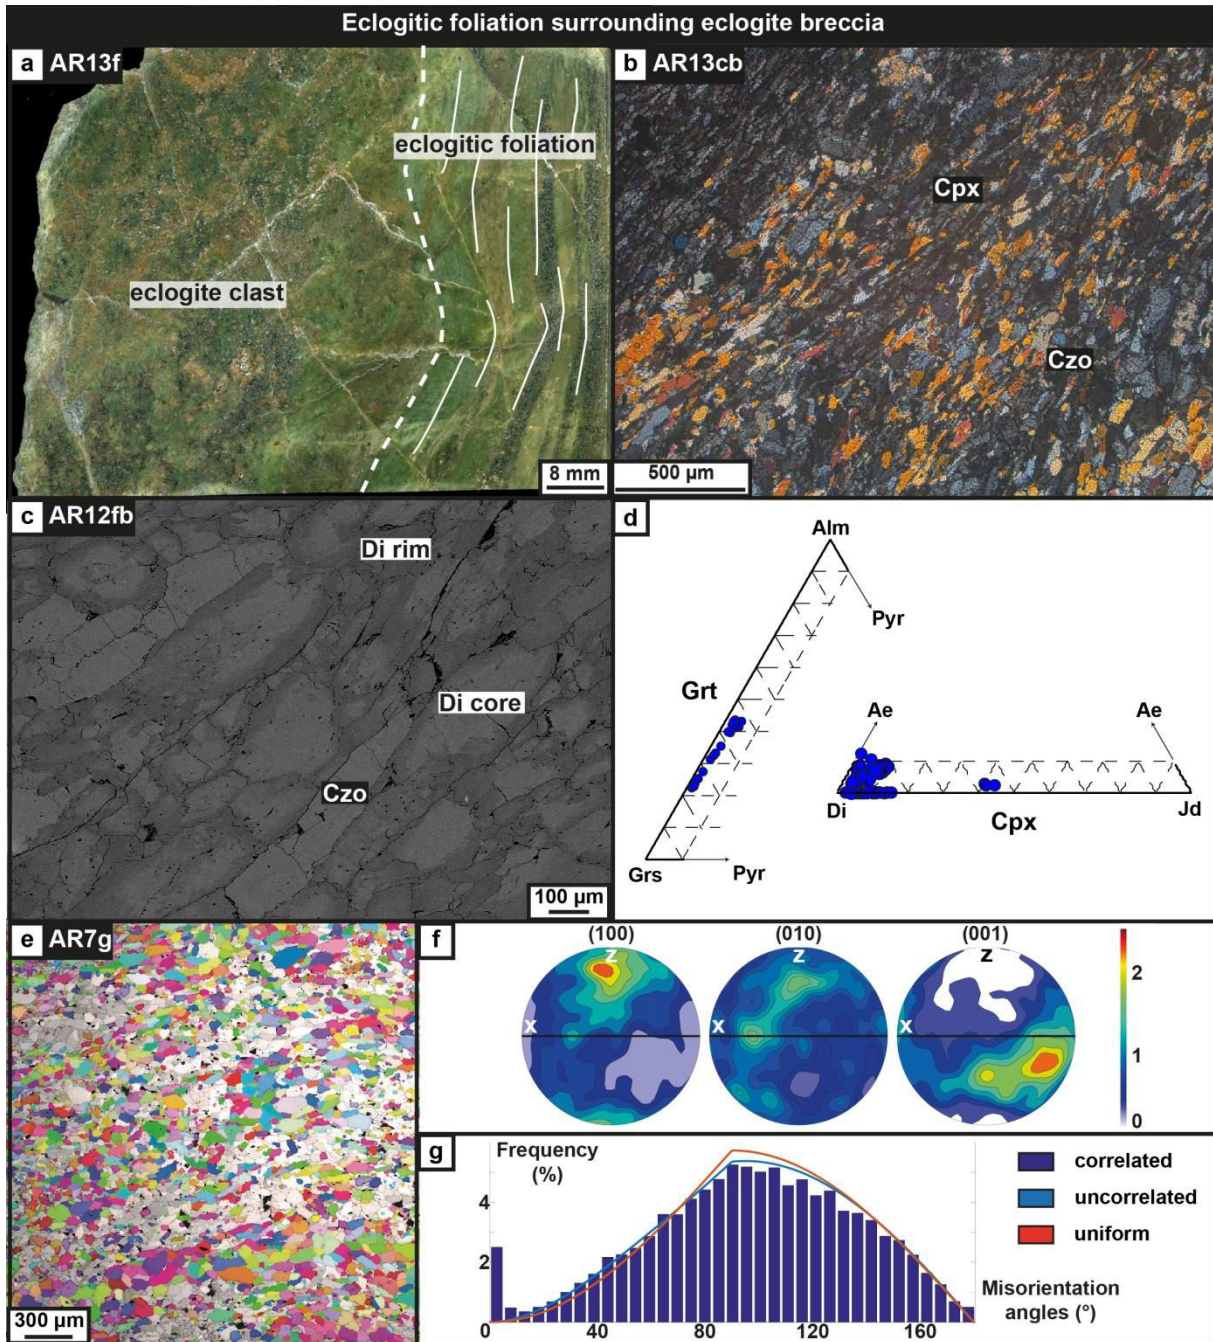 Eclogitic foliation surrounding eclogite breccia
a AR13f
eclogitic foliation
eclogite clast
8 mm
b AR13cb
Cpx
Czo
500 µm
c AR12fb
Di rim
Di core
Czo
100 µm
d
Alm
Pyr
Grt
Grs
Pyr
Ae
Ae
Di
Cpx
Jd
e AR7g
300 µm
f
(100)
(010)
(001)
z
z
x
x
x
2
1
0
g
Frequency
(%)
4
2
0
40
80
120
160
correlated
uncorrelated
uniform
Misorientation
angles (°)